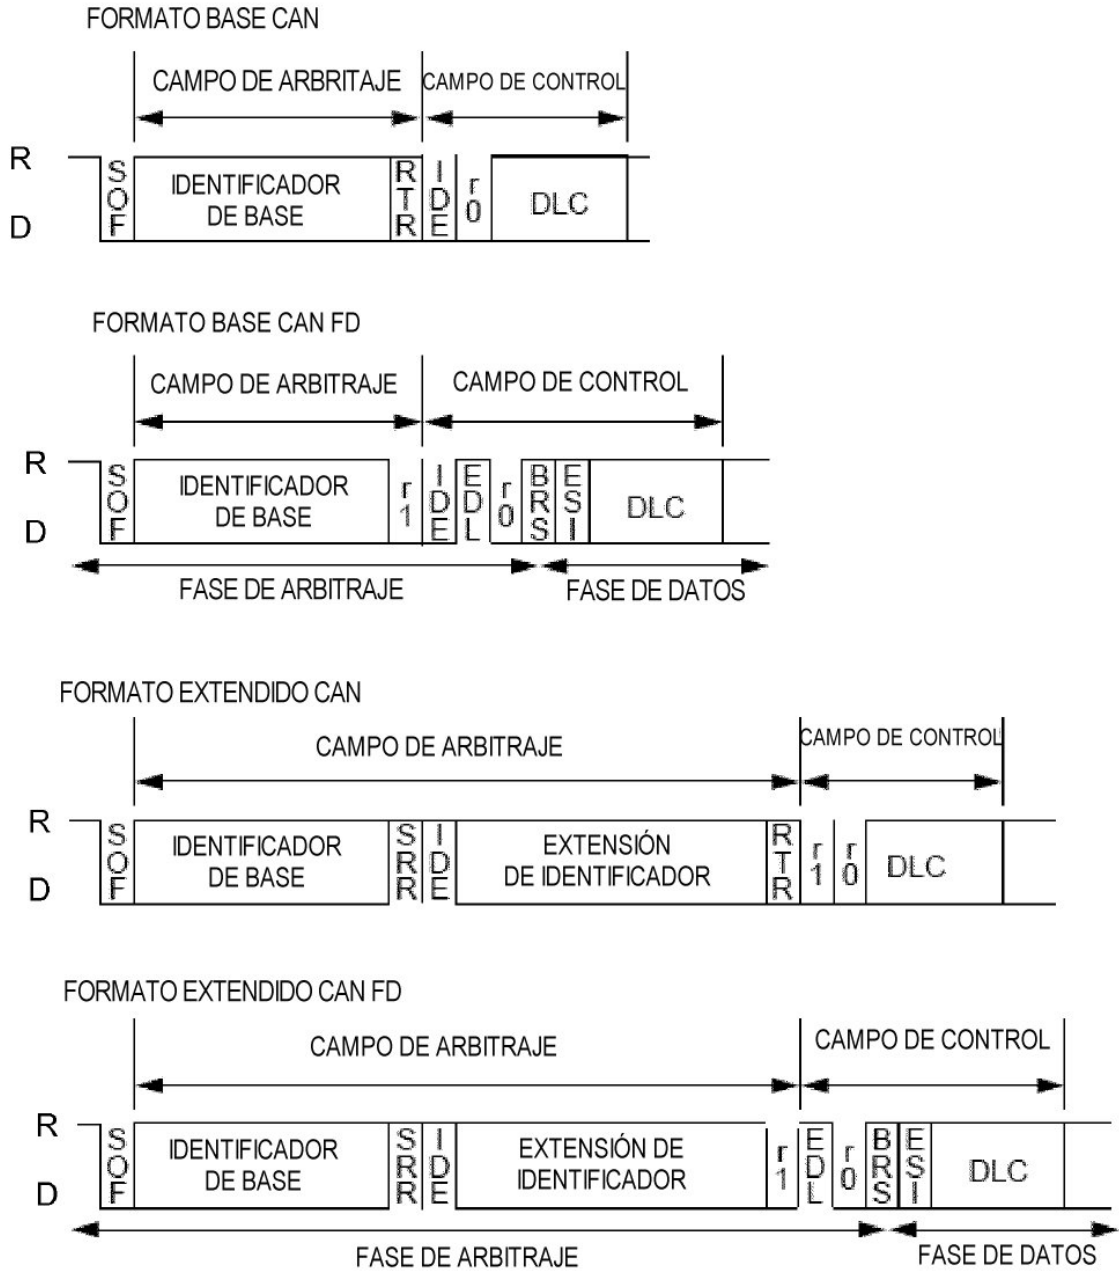 FORMATO BASE CAN
CAMPO DE ARBRITAJE
CAMPO DE CONTROL
R
D
SOF
IDENTIFICADOR
DE BASE
RTR
IDE
r0
DLC
FORMATO BASE CAN FD
CAMPO DE ARBITRAJE
CAMPO DE CONTROL
R
D
SOF
IDENTIFICADOR
DE BASE
r1
IDE
EDL
r0
BRS
ESI
DLC
FASE DE ARBITRAJE
FASE DE DATOS
FORMATO EXTENDIDO CAN
CAMPO DE ARBITRAJE
CAMPO DE CONTROL
R
D
SOF
IDENTIFICADOR
DE BASE
SRR
IDE
EXTENSIÓN
DE IDENTIFICADOR
RTR
r1
r0
DLC
FORMATO EXTENDIDO CAN FD
CAMPO DE ARBITRAJE
CAMPO DE CONTROL
R
D
SOF
IDENTIFICADOR
DE BASE
SRR
IDE
EXTENSIÓN DE
IDENTIFICADOR
r1
EDL
r0
BRS
ESI
DLC
FASE DE ARBITRAJE
FASE DE DATOS